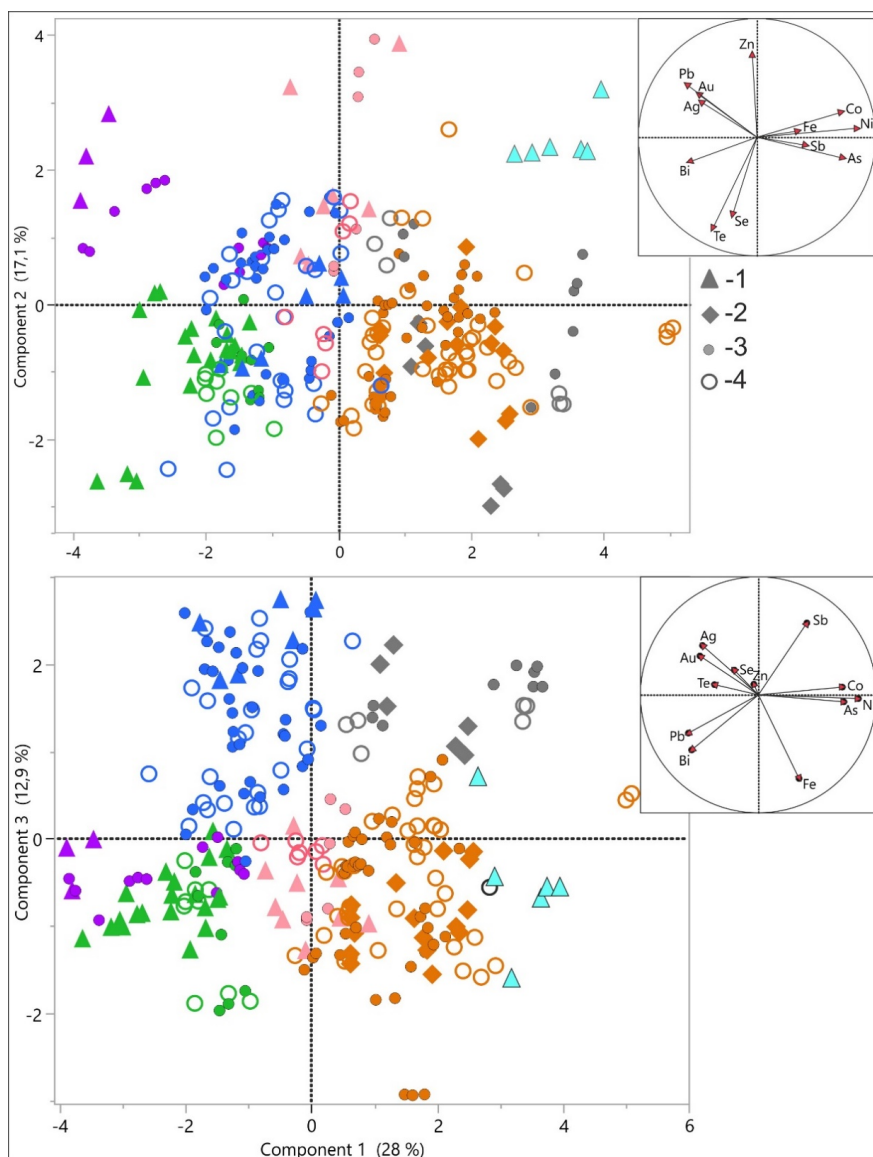 4
2
0
-2
-4
-2
0
2
4
Component 2 (17,1 %)
Zn
Pb
Au
Ag
Co
Fe
Ni
Sb
As
Bi
Se
Te
-1
-2
-3
-4
3
2
0
-2
-4
-2
0
2
4
6
Component 3 (12,9 %)
Component 1 (28 %)
Sb
Ag
Au
Se
Zn
Te
Co
As
N
Pb
Bi
Fe